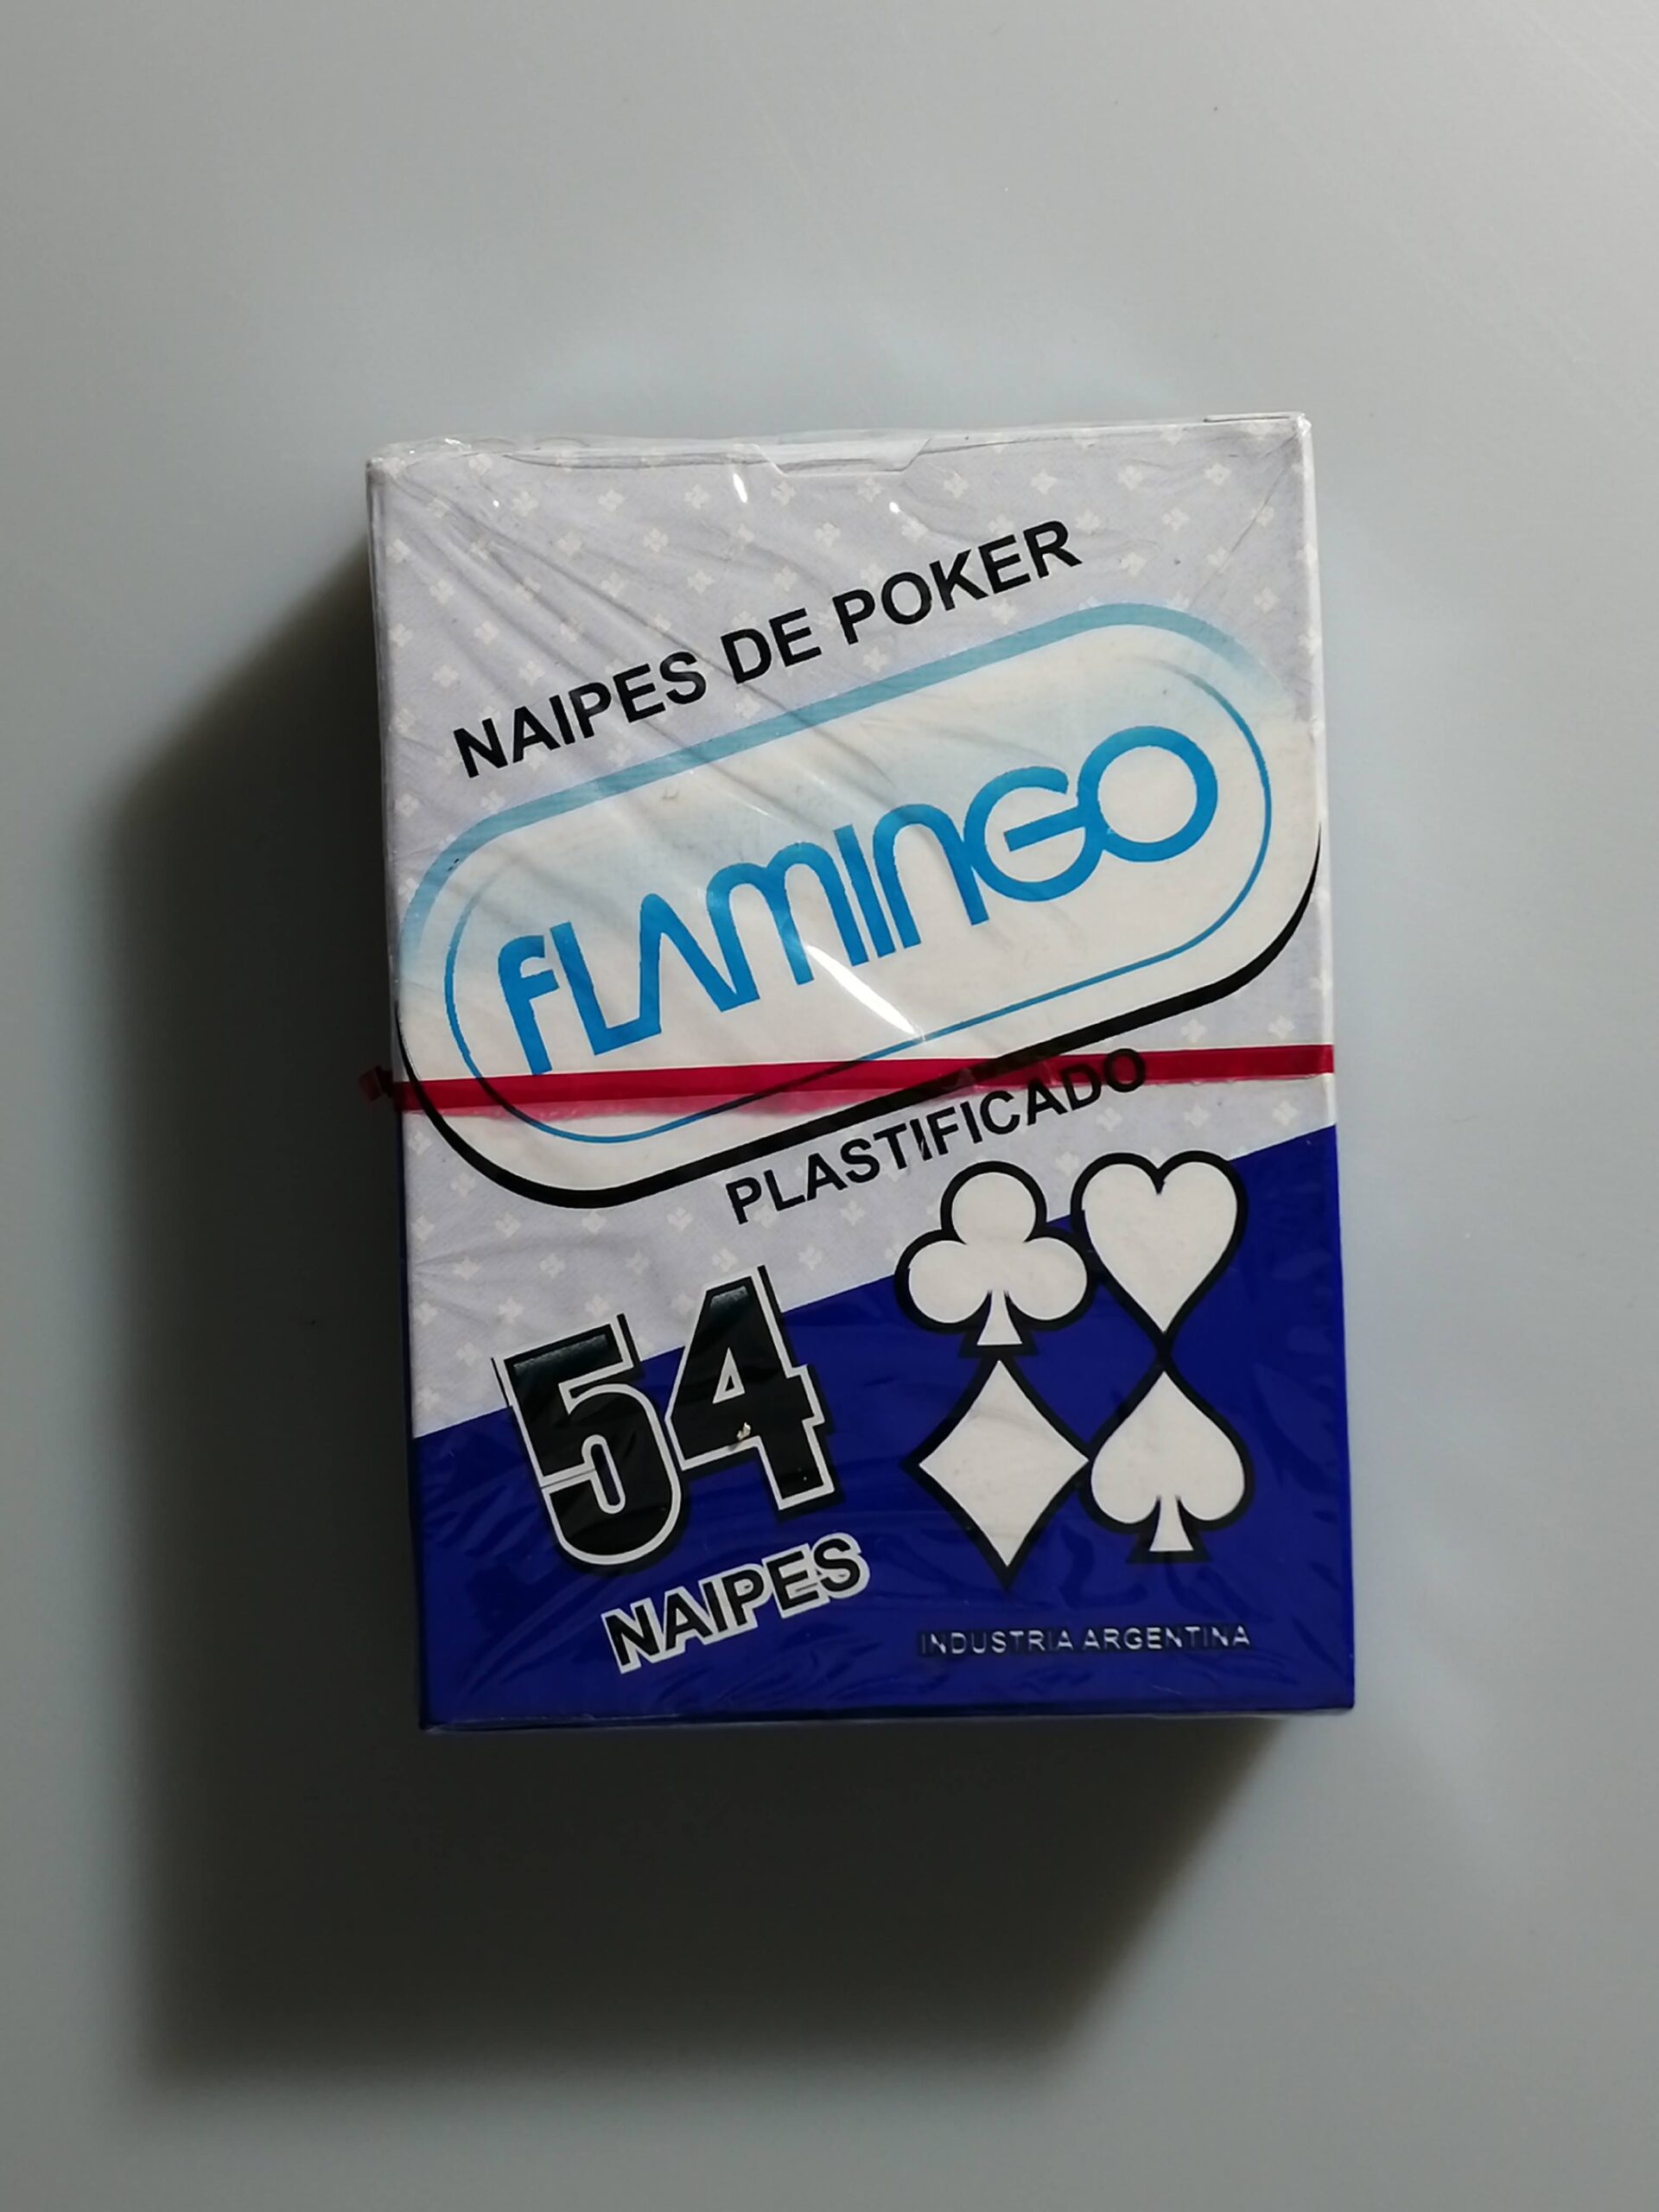 NAIPES DE POKER
FLAMINGO
PLASTIFICADO
54
NAIPES
INDUSTRIA ARGENTINA